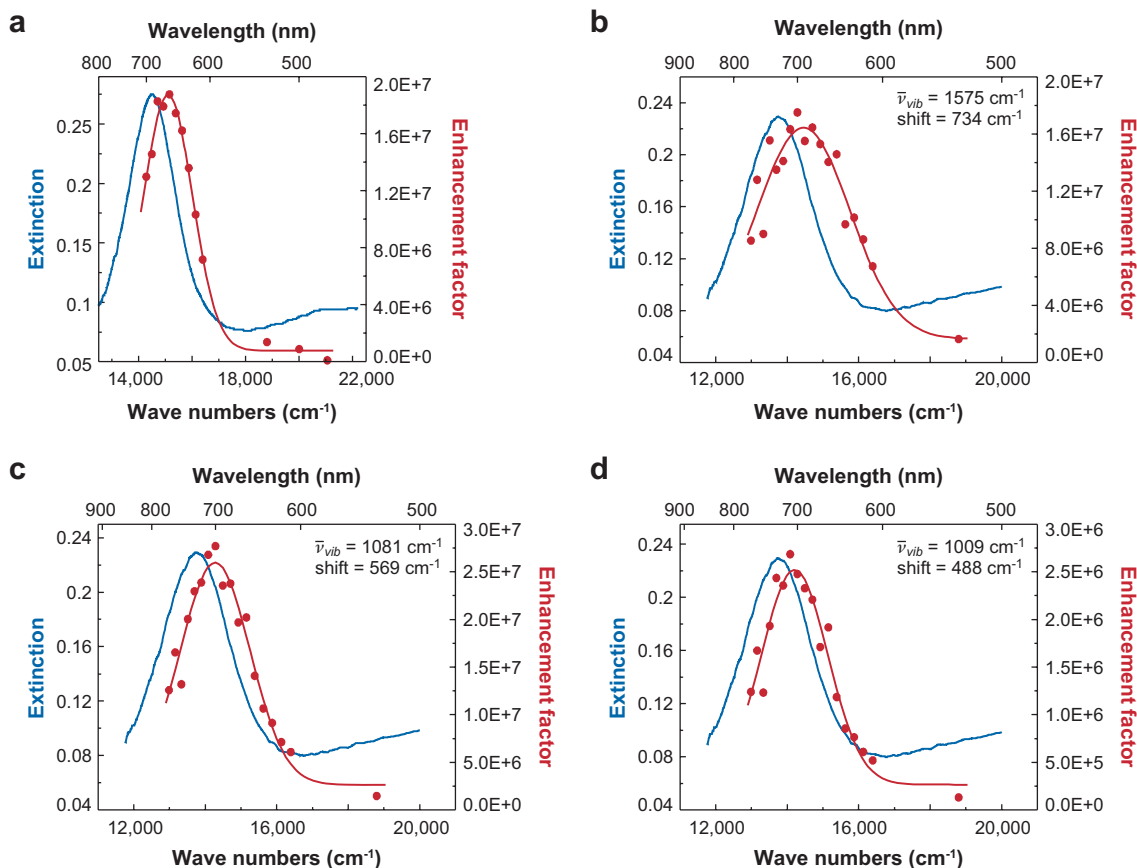 a
Wavelength (nm)
800 700 600 500
Extinction
0.25
0.2
0.15
0.1
0.05
2.0E+7
1.6E+7
1.2E+7
8.0E+6
4.0E+6
0.0E+0
Enhancement factor
14,000 18,000 22,000
Wave numbers (cm⁻¹)
b
Wavelength (nm)
900 800 700 600 500
ν̅vib = 1575 cm⁻¹
shift = 734 cm⁻¹
Extinction
0.24
0.2
0.16
0.12
0.08
0.04
2.0E+7
1.5E+7
1.0E+7
5.0E+6
0.0E+0
Enhancement factor
12,000 16,000 20,000
Wave numbers (cm⁻¹)
c
Wavelength (nm)
900 800 700 600 500
ν̅vib = 1081 cm⁻¹
shift = 569 cm⁻¹
Extinction
0.24
0.2
0.16
0.12
0.08
0.04
3.0E+7
2.5E+7
2.0E+7
1.5E+7
1.0E+7
5.0E+6
0.0E+0
Enhancement factor
12,000 16,000 20,000
Wave numbers (cm⁻¹)
d
Wavelength (nm)
900 800 700 600 500
ν̅vib = 1009 cm⁻¹
shift = 488 cm⁻¹
Extinction
0.24
0.2
0.16
0.12
0.08
0.04
3.0E+6
2.5E+6
2.0E+6
1.5E+6
1.0E+6
5.0E+5
0.0E+0
Enhancement factor
12,000 16,000 20,000
Wave numbers (cm⁻¹)